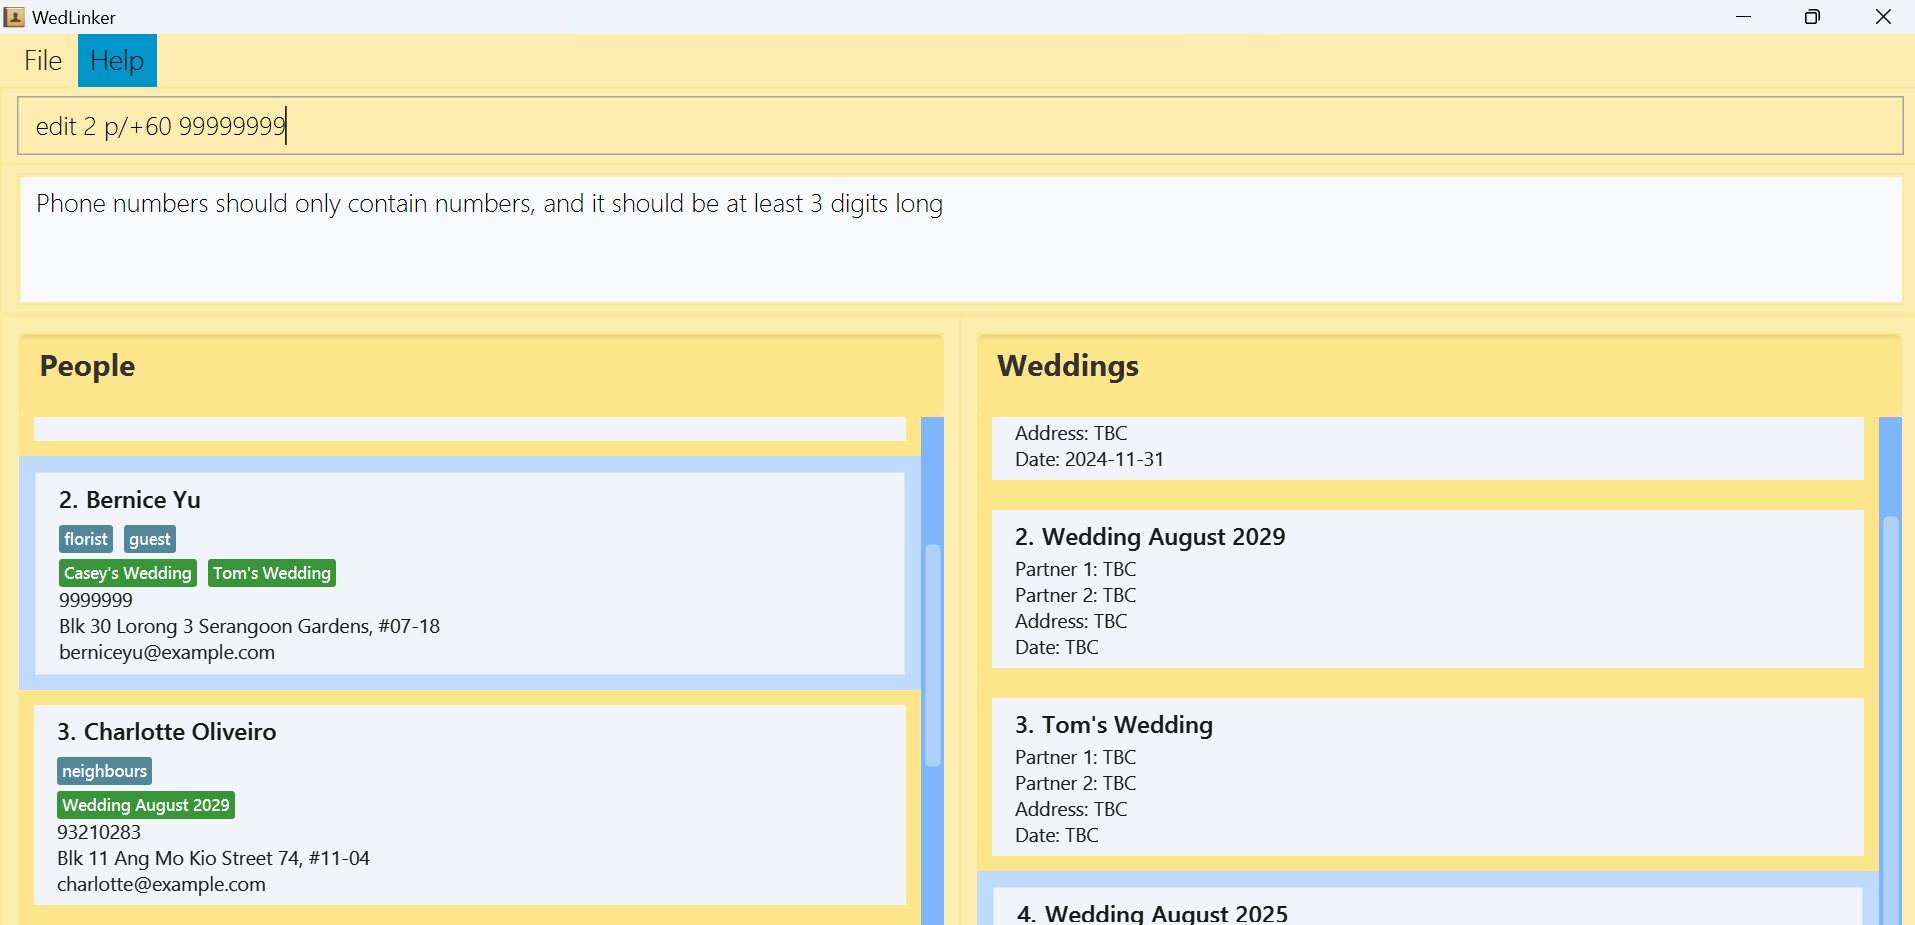 WedLinker
File Help
edit 2 p/+60 99999999
Phone numbers should only contain numbers, and it should be at least 3 digits long
People
2. Bernice Yu
florist guest
Casey's Wedding Tom's Wedding
9999999
Blk 30 Lorong 3 Serangoon Gardens, #07-18
berniceyu@example.com
3. Charlotte Oliveiro
neighbours
Wedding August 2029
93210283
Blk 11 Ang Mo Kio Street 74, #11-04
charlotte@example.com
Weddings
Address: TBC
Date: 2024-11-31
2. Wedding August 2029
Partner 1: TBC
Partner 2: TBC
Address: TBC
Date: TBC
3. Tom's Wedding
Partner 1: TBC
Partner 2: TBC
Address: TBC
Date: TBC
4. Wedding August 2025